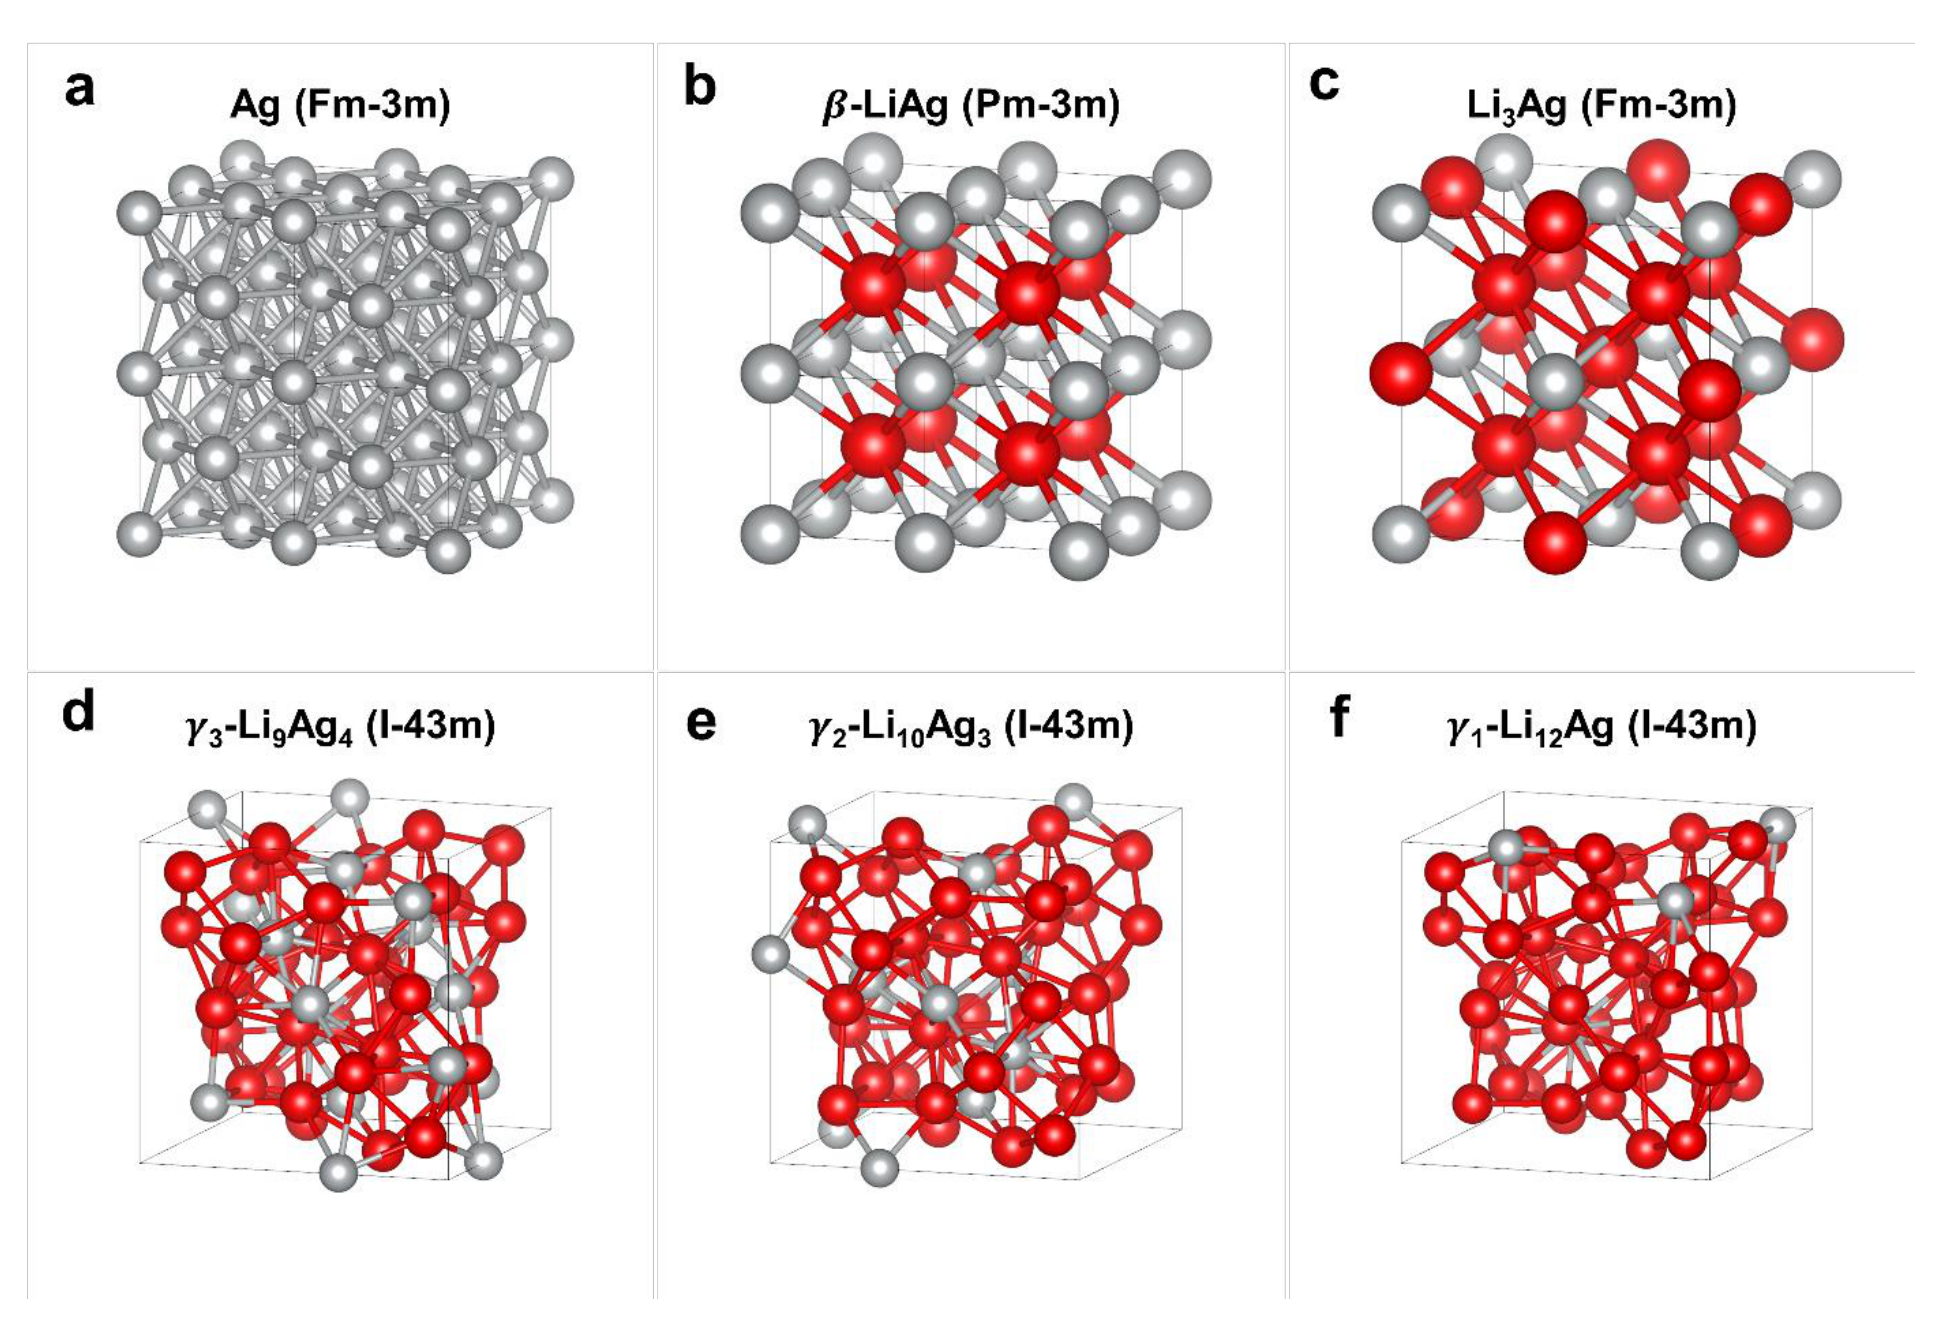 a
Ag (Fm-3m)
b
β-LiAg (Pm-3m)
c
Li₃Ag (Fm-3m)
d
γ₃-Li₉Ag₄ (I-43m)
e
γ₂-Li₁₀Ag₃ (I-43m)
f
γ₁-Li₁₂Ag (I-43m)